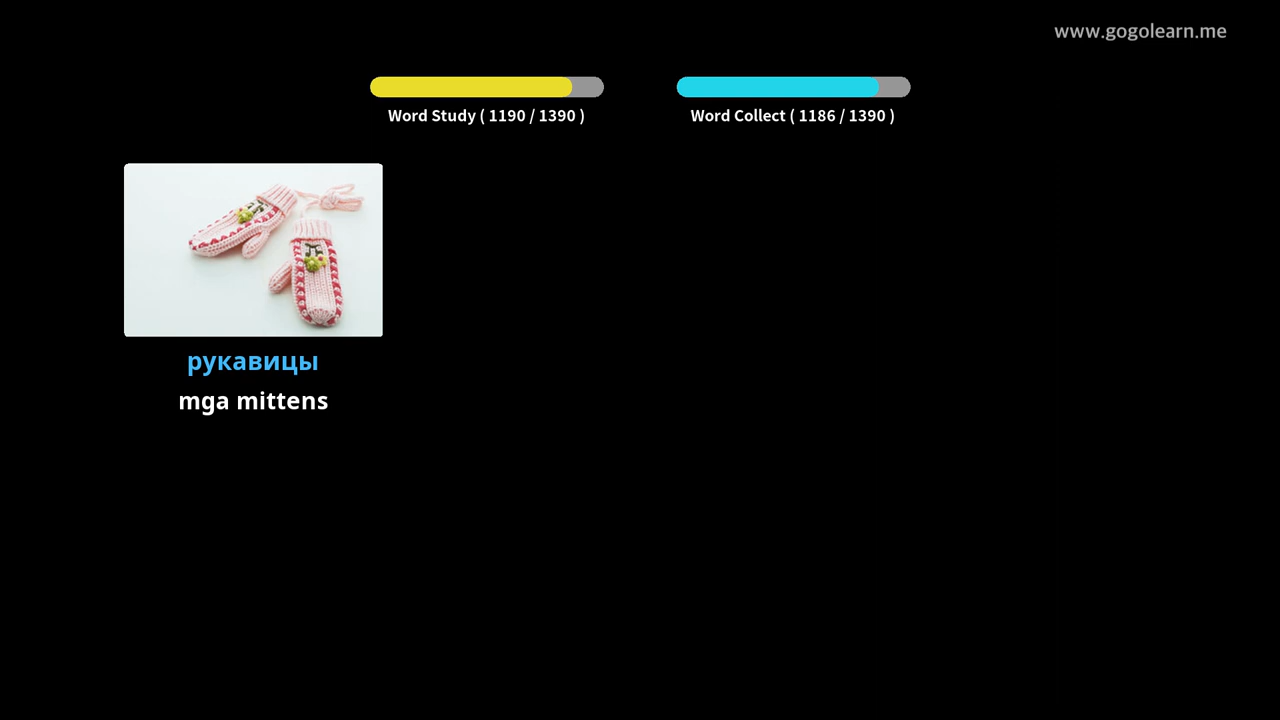 www.gogolearn.me
Word Study ( 1190 / 1390 )
Word Collect ( 1186 / 1390 )
рукавицы
mga mittens